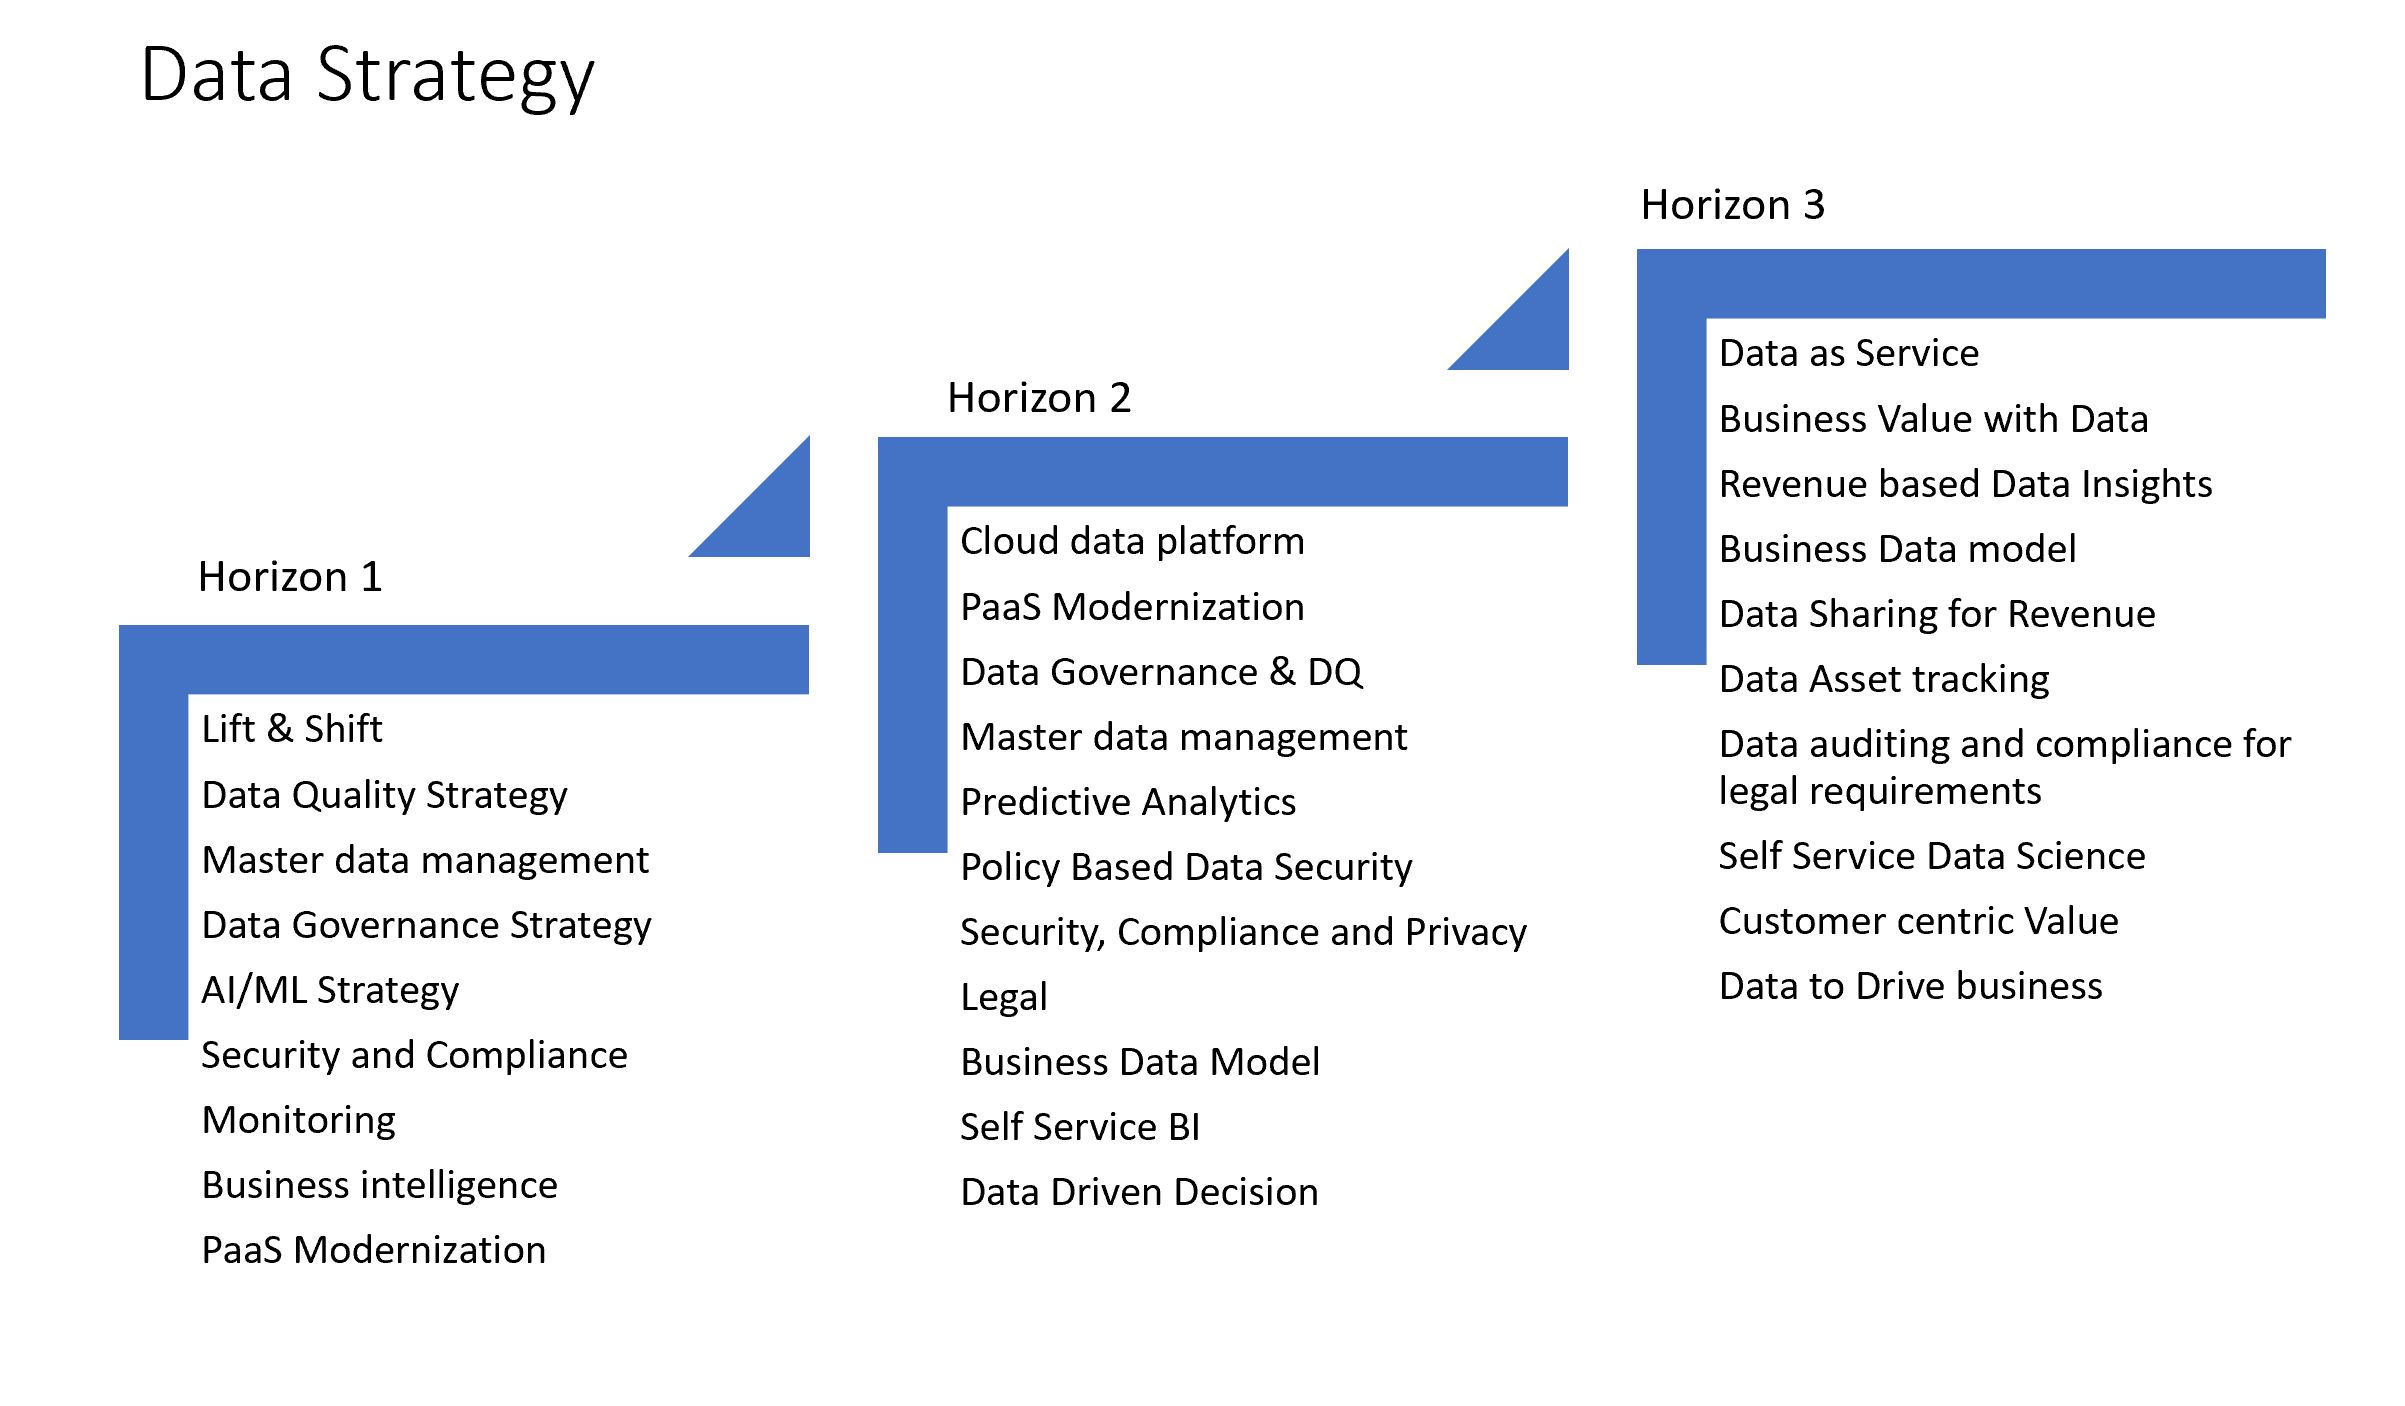 Data Strategy
Horizon 1
Lift & Shift
Data Quality Strategy
Master data management
Data Governance Strategy
AI/ML Strategy
Security and Compliance
Monitoring
Business intelligence
PaaS Modernization
Horizon 2
Cloud data platform
PaaS Modernization
Data Governance & DQ
Master data management
Predictive Analytics
Policy Based Data Security
Security, Compliance and Privacy
Legal
Business Data Model
Self Service BI
Data Driven Decision
Horizon 3
Data as Service
Business Value with Data
Revenue based Data Insights
Business Data model
Data Sharing for Revenue
Data Asset tracking
Data auditing and compliance for
legal requirements
Self Service Data Science
Customer centric Value
Data to Drive business